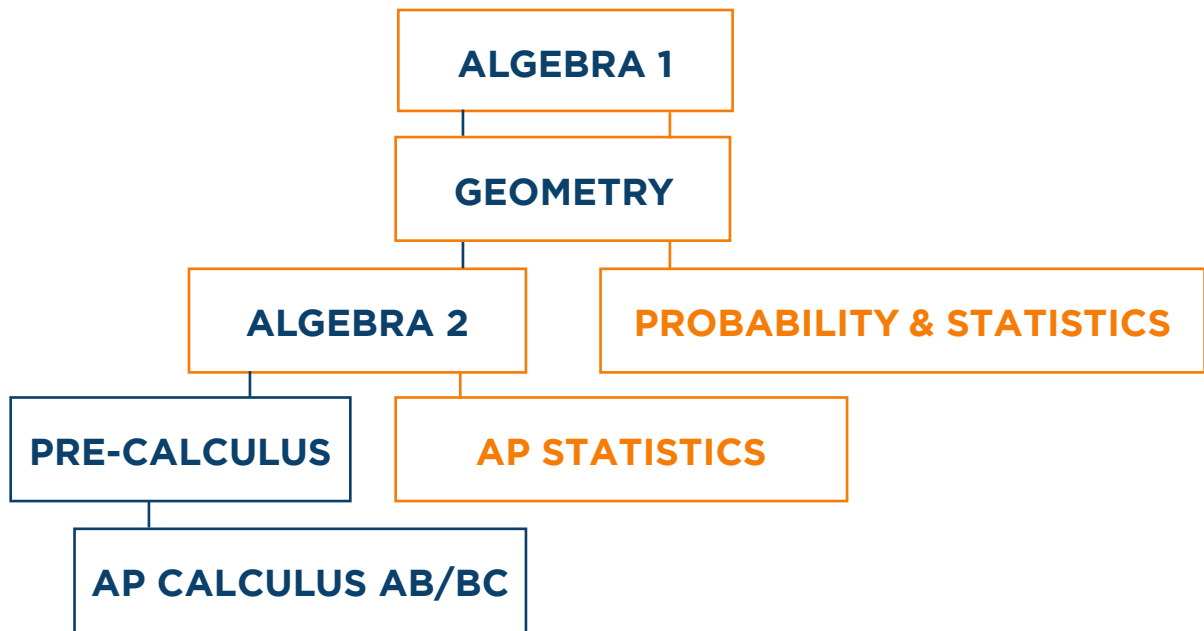 ALGEBRA 1
GEOMETRY
ALGEBRA 2
PROBABILITY & STATISTICS
PRE-CALCULUS
AP STATISTICS
AP CALCULUS AB/BC